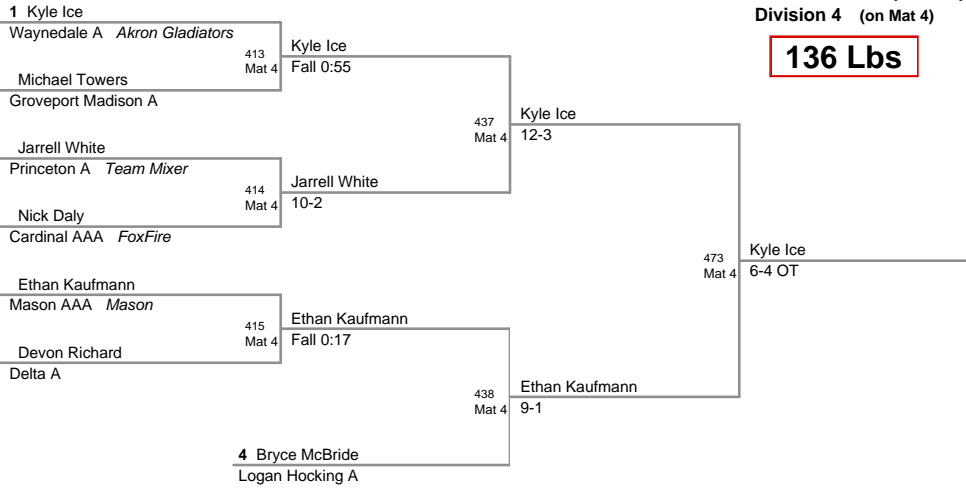 1 Kyle Ice
Waynedale A Akron Gladiators
413
Mat 4
Kyle Ice
Fall 0:55
Michael Towers
Groveport Madison A
437
Mat 4
Kyle Ice
12-3
Jarrell White
Princeton A Team Mixer
414
Mat 4
Jarrell White
10-2
Nick Daly
Cardinal AAA FoxFire
473
Mat 4
Kyle Ice
6-4 OT
Ethan Kaufmann
Mason AAA Mason
415
Mat 4
Ethan Kaufmann
Fall 0:17
Devon Richard
Delta A
438
Mat 4
Ethan Kaufmann
9-1
4 Bryce McBride
Logan Hocking A
Division 4 (on Mat 4)
136 Lbs